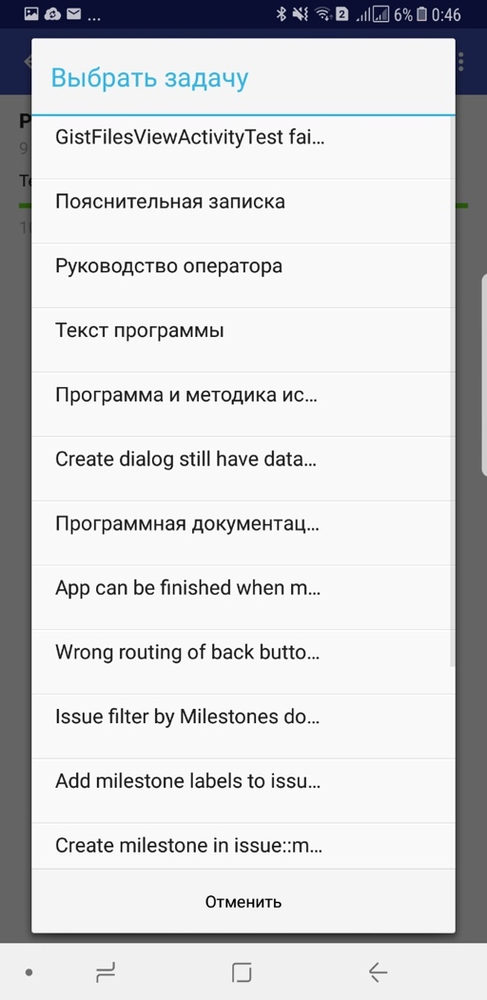 ... 2 6% 0:46
Выбрать задачу
GistFilesViewActivityTest fai...
Пояснительная записка
Руководство оператора
Текст программы
Программа и методика ис...
Create dialog still have data...
Программная документац...
App can be finished when m...
Wrong routing of back butto...
Issue filter by Milestones do...
Add milestone labels to issu...
Create milestone in issue::m...
Отменить